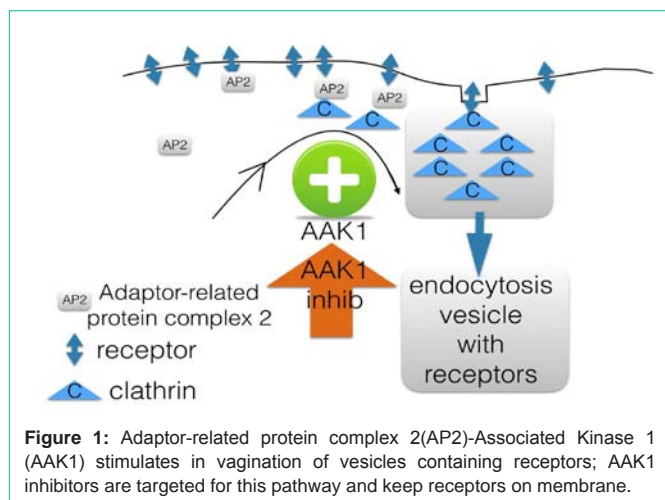 AP2
AP2
AP2
AP2
C
C
C
C
C
C
C
C
AAK1
AAK1
inhib
AP2 Adaptor-related
protein complex 2
receptor
C clathrin
endocytosis
vesicle
with
receptors
Figure 1: Adaptor-related protein complex 2(AP2)-Associated Kinase 1
(AAK1) stimulates in vagination of vesicles containing receptors; AAK1
inhibitors are targeted for this pathway and keep receptors on membrane.